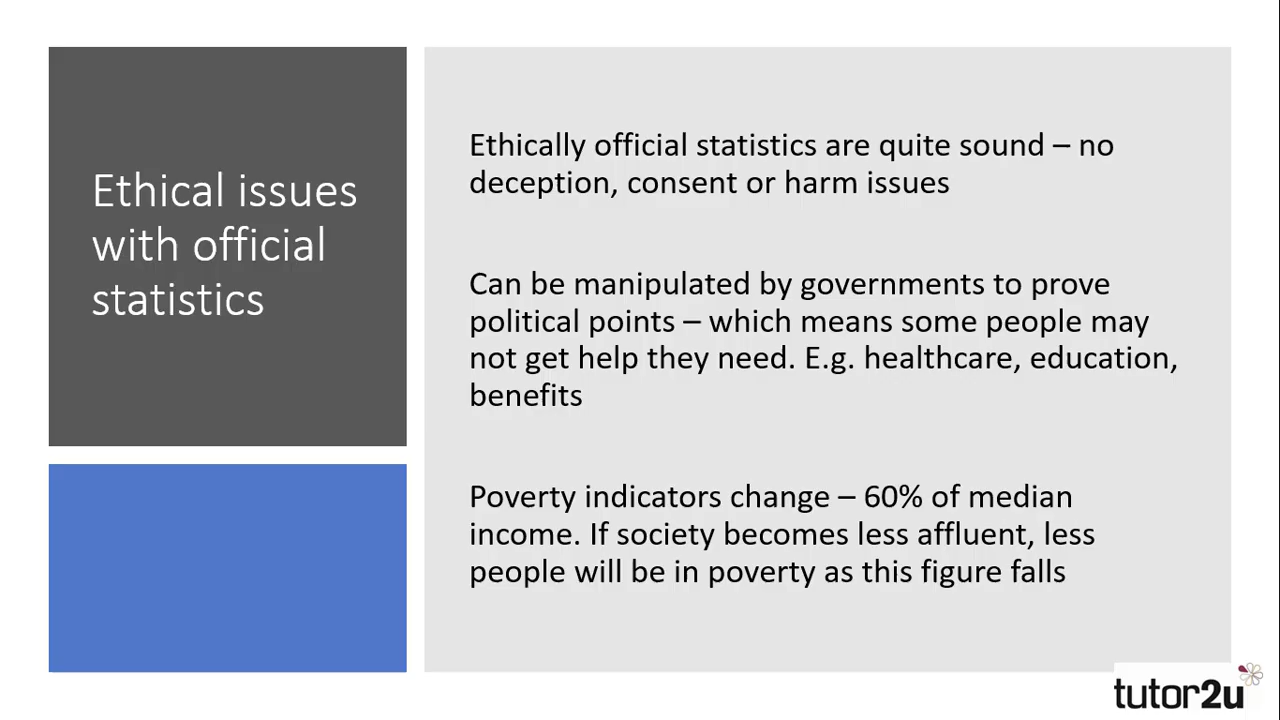 Ethical issues
with official
statistics
Ethically official statistics are quite sound – no
deception, consent or harm issues
Can be manipulated by governments to prove
political points – which means some people may
not get help they need. E.g. healthcare, education,
benefits
Poverty indicators change – 60% of median
income. If society becomes less affluent, less
people will be in poverty as this figure falls
tutor2u